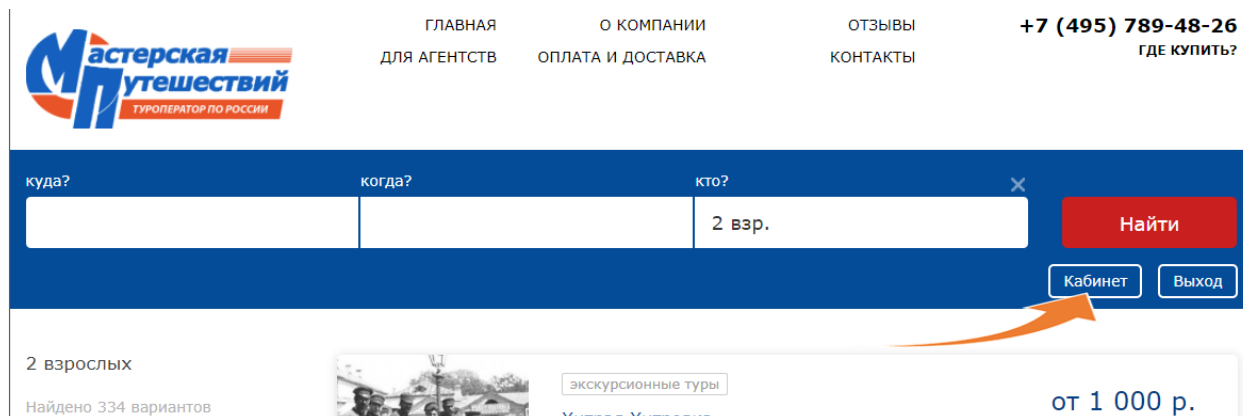 Мастерская
Путешествий
ТУРОПЕРАТОР ПО РОССИИ
ГЛАВНАЯ О КОМПАНИИ ОТЗЫВЫ
ДЛЯ АГЕНТСТВ ОПЛАТА И ДОСТАВКА КОНТАКТЫ
+7 (495) 789-48-26
ГДЕ КУПИТЬ?
куда? когда? кто?
2 взр.
Найти
Кабинет Выход
2 взрослых
Найдено 334 вариантов
экскурсионные туры
от 1 000 р.